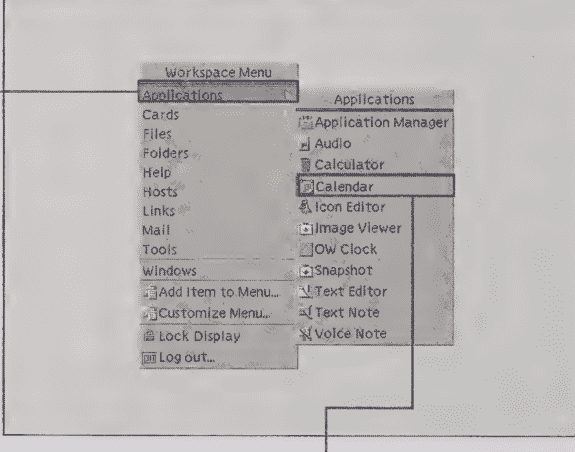 Workspace Menu
Applications
Cards
Files
Folders
Help
Hosts
Links
Mail
Tools
Windows
Add Item to Menu...
Customize Menu...
Lock Display
Log out...
Applications
Application Manager
Audio
Calculator
Calendar
Icon Editor
Image Viewer
OW Clock
Snapshot
Text Editor
Text Note
Voice Note